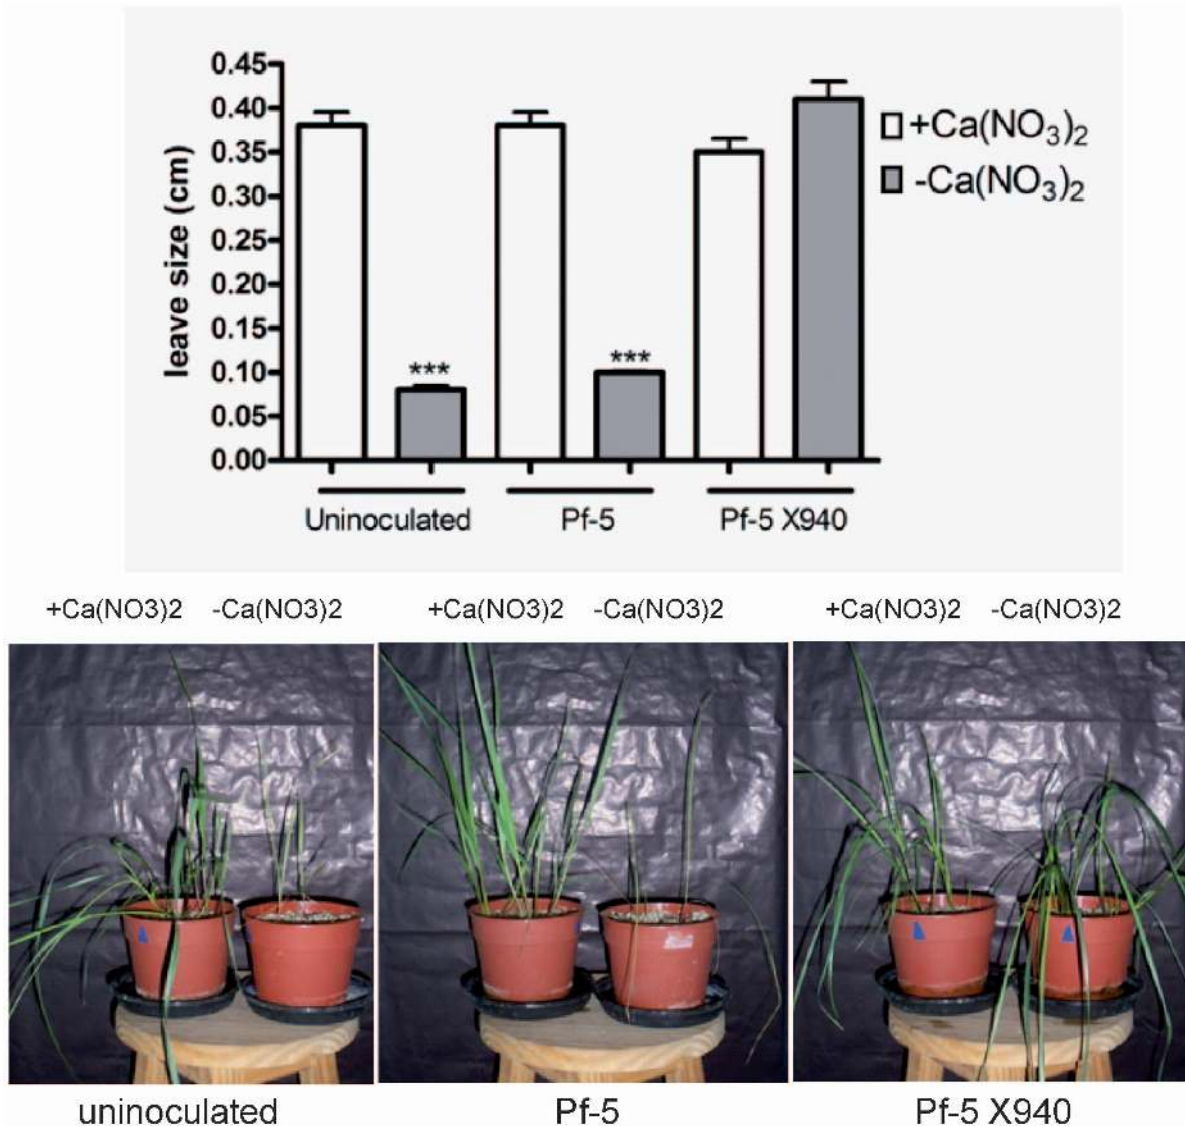 leave size (cm)
0.45
0.40
0.35
0.30
0.25
0.20
0.15
0.10
0.05
0.00
***
***
+Ca(NO₃)₂
-Ca(NO₃)₂
Uninoculated Pf-5 Pf-5 X940
+Ca(NO3)2 -Ca(NO3)2 +Ca(NO3)2 -Ca(NO3)2 +Ca(NO3)2 -Ca(NO3)2
uninoculated Pf-5 Pf-5 X940